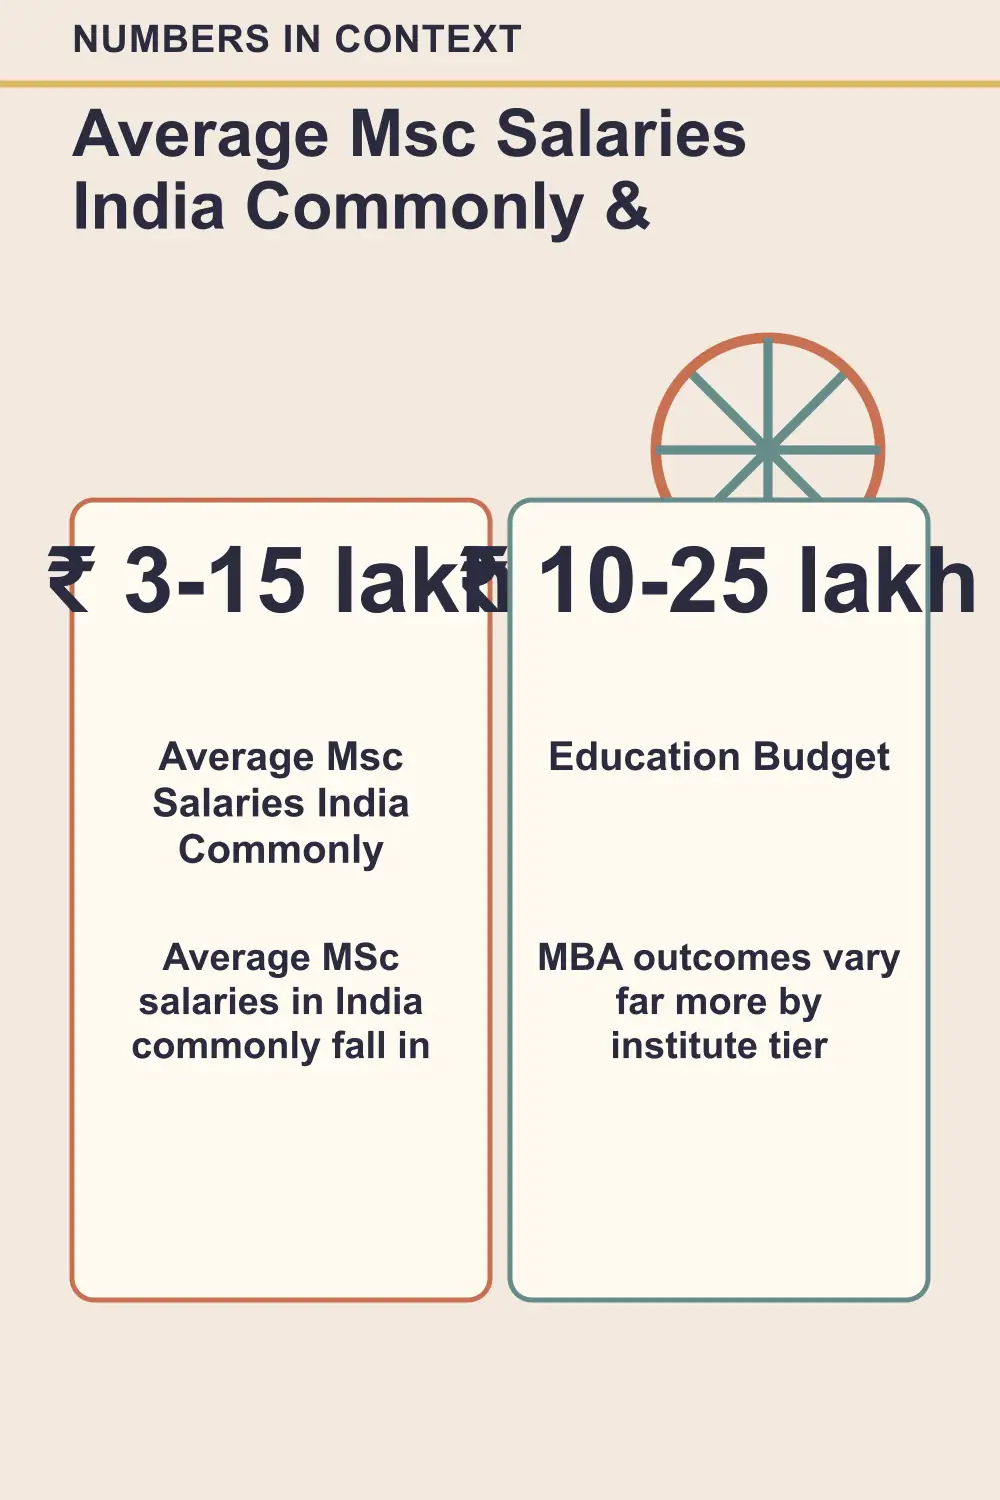 NUMBERS IN CONTEXT
Average Msc Salaries
India Commonly &
₹ 3-15 lakh
₹ 10-25 lakh
Average Msc
Salaries India
Commonly
Education Budget
Average MSc
salaries in India
commonly fall in
MBA outcomes vary
far more by
institute tier